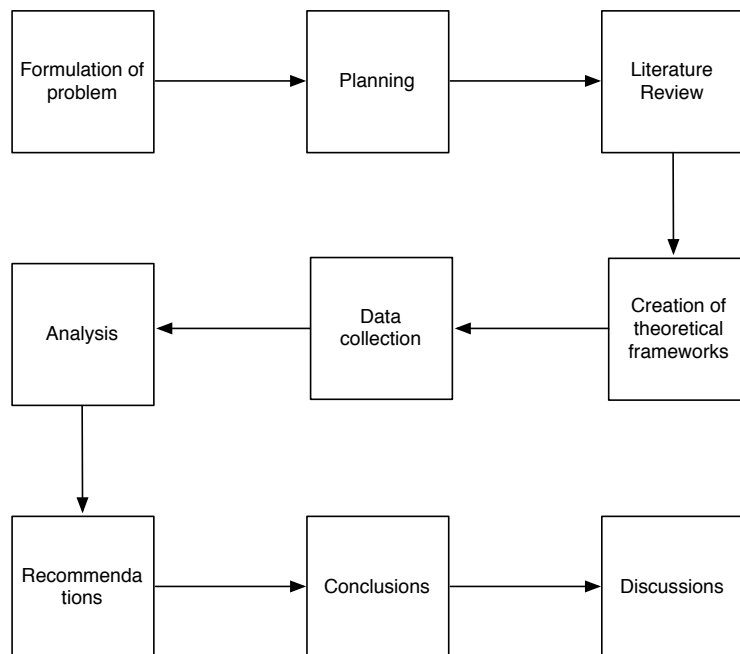 Formulation of
problem
Planning
Literature
Review
Creation of
theoretical
frameworks
Data
collection
Analysis
Recommenda
tions
Conclusions
Discussions